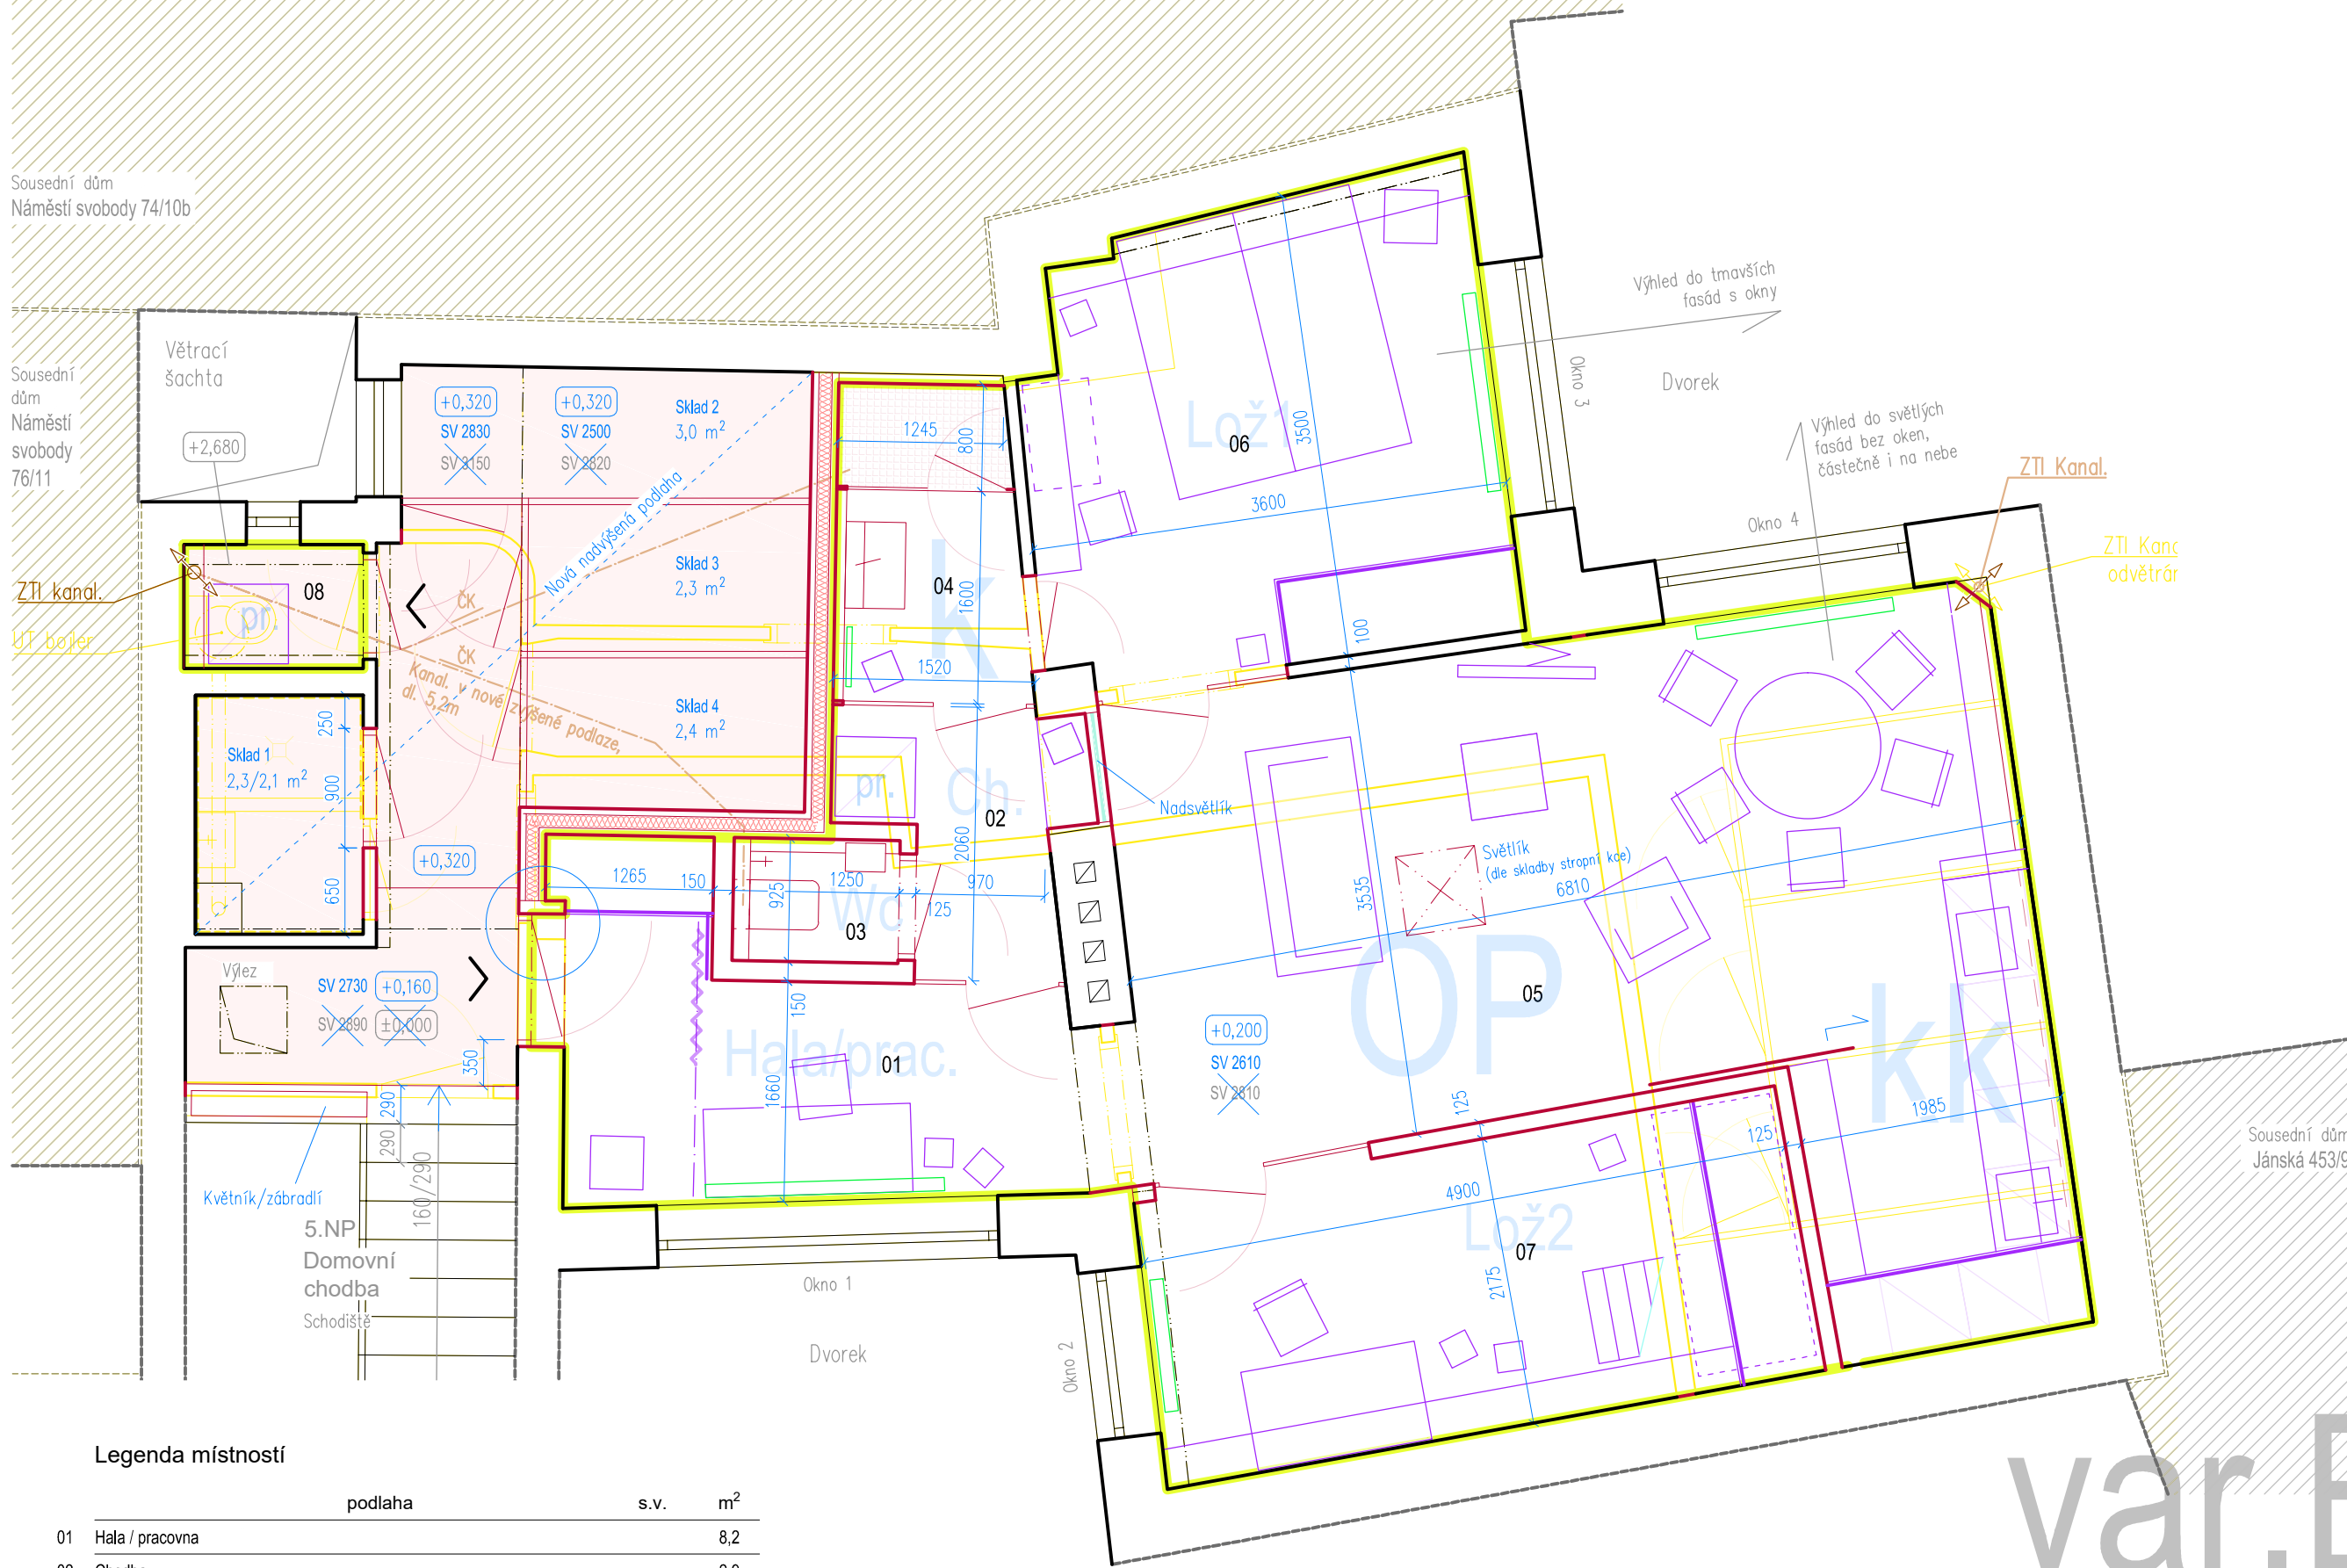 Sousední dům
Náměstí svobody 74/10b
Větrací
šachta
Sousední
dům
Náměstí
svobody
76/11
+2,680
+0,320
SV 2830
SV 3150
+0,320
SV 2500
SV 2820
Sklad 2
3,0 m²
Nová nadvýšená podlaha
Sklad 3
2,3 m²
Sklad 4
2,4 m²
ČK
ČK
Kanal. v nové zvýšené podlaze,
dl. 5,2m
ZTI kanal.
UT bojler
pr.
08
Sklad 1
2,3/2,1 m²
250
900
650
+0,320
Výlez
SV 2730
+0,160
SV 2890
±0,000
350
290
290
160/290
Květník/zábradlí
5.NP
Domovní
chodba
Schodiště
1245
800
k
04
1600
1520
pr.
Ch.
02
2060
1265
150
925
1250
125
970
Wc
03
150
Hala/prac.
01
1660
Okno 1
Dvorek
Okno 2
Lož1
06
3500
3600
100
Okno 3
Dvorek
Výhled do tmavších
fasád s okny
Výhled do světlých
fasád bez oken,
částečně i na nebe
Okno 4
ZTI Kanal.
ZTI Kanc
odvětrár
Nadsvětlík
Světlík
(dle skladby stropní kce)
6810
3535
OP
05
+0,200
SV 2610
SV 2810
kk
1985
125
125
4900
Lož2
07
2175
Sousední dům
Jánská 453/9
var.
Legenda místností
podlaha s.v. m²
01 Hala / pracovna 8,2